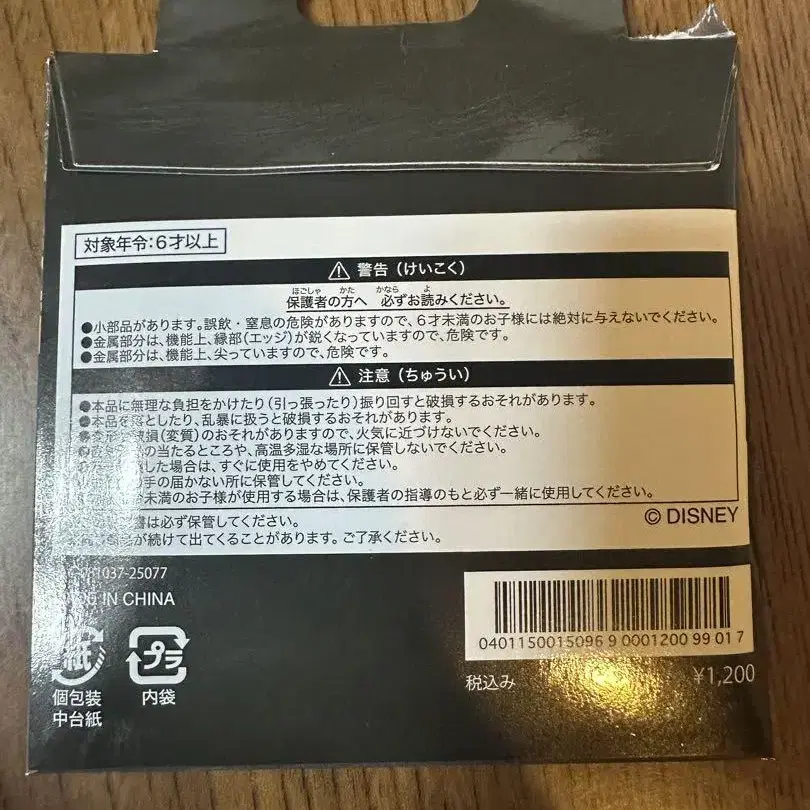 対象年令:6才以上
⚠ 警告(けいこく)
ほごしゃ かた かなら よ
保護者の方へ 必ずお読みください。
●小部品があります。誤飲・窒息の危険がありますので、6才未満のお子様には絶対に与えないでください。
●金属部分は、機能上、縁部(エッジ)が鋭くなっていますので、危険です。
●金属部分は、機能上、尖っていますので、危険です。
⚠ 注意(ちゅうい)
●本品に無理な負担をかけたり(引っ張ったり)振り回すと破損するおそれがあります。
●本品を落としたり、乱暴に扱うと破損するおそれがあります。
破損(変質)のおそれがありますので、火気に近づけないでください。
の当たるところや、高温多湿な場所に保管しないでください。
した場合は、すぐに使用をやめてください。
手の届かない所に保管してください。
未満のお子様が使用する場合は、保護者の指導のもと必ず一緒に使用してください。
は必ず保管してください。
が続けて出てくることがあります。ご了承ください。
© DISNEY
1037-25077
IN CHINA
紙
個包装
中台紙
プラ
内袋
0401150015096 9 0001200 99 01 7
税込み ¥1,200